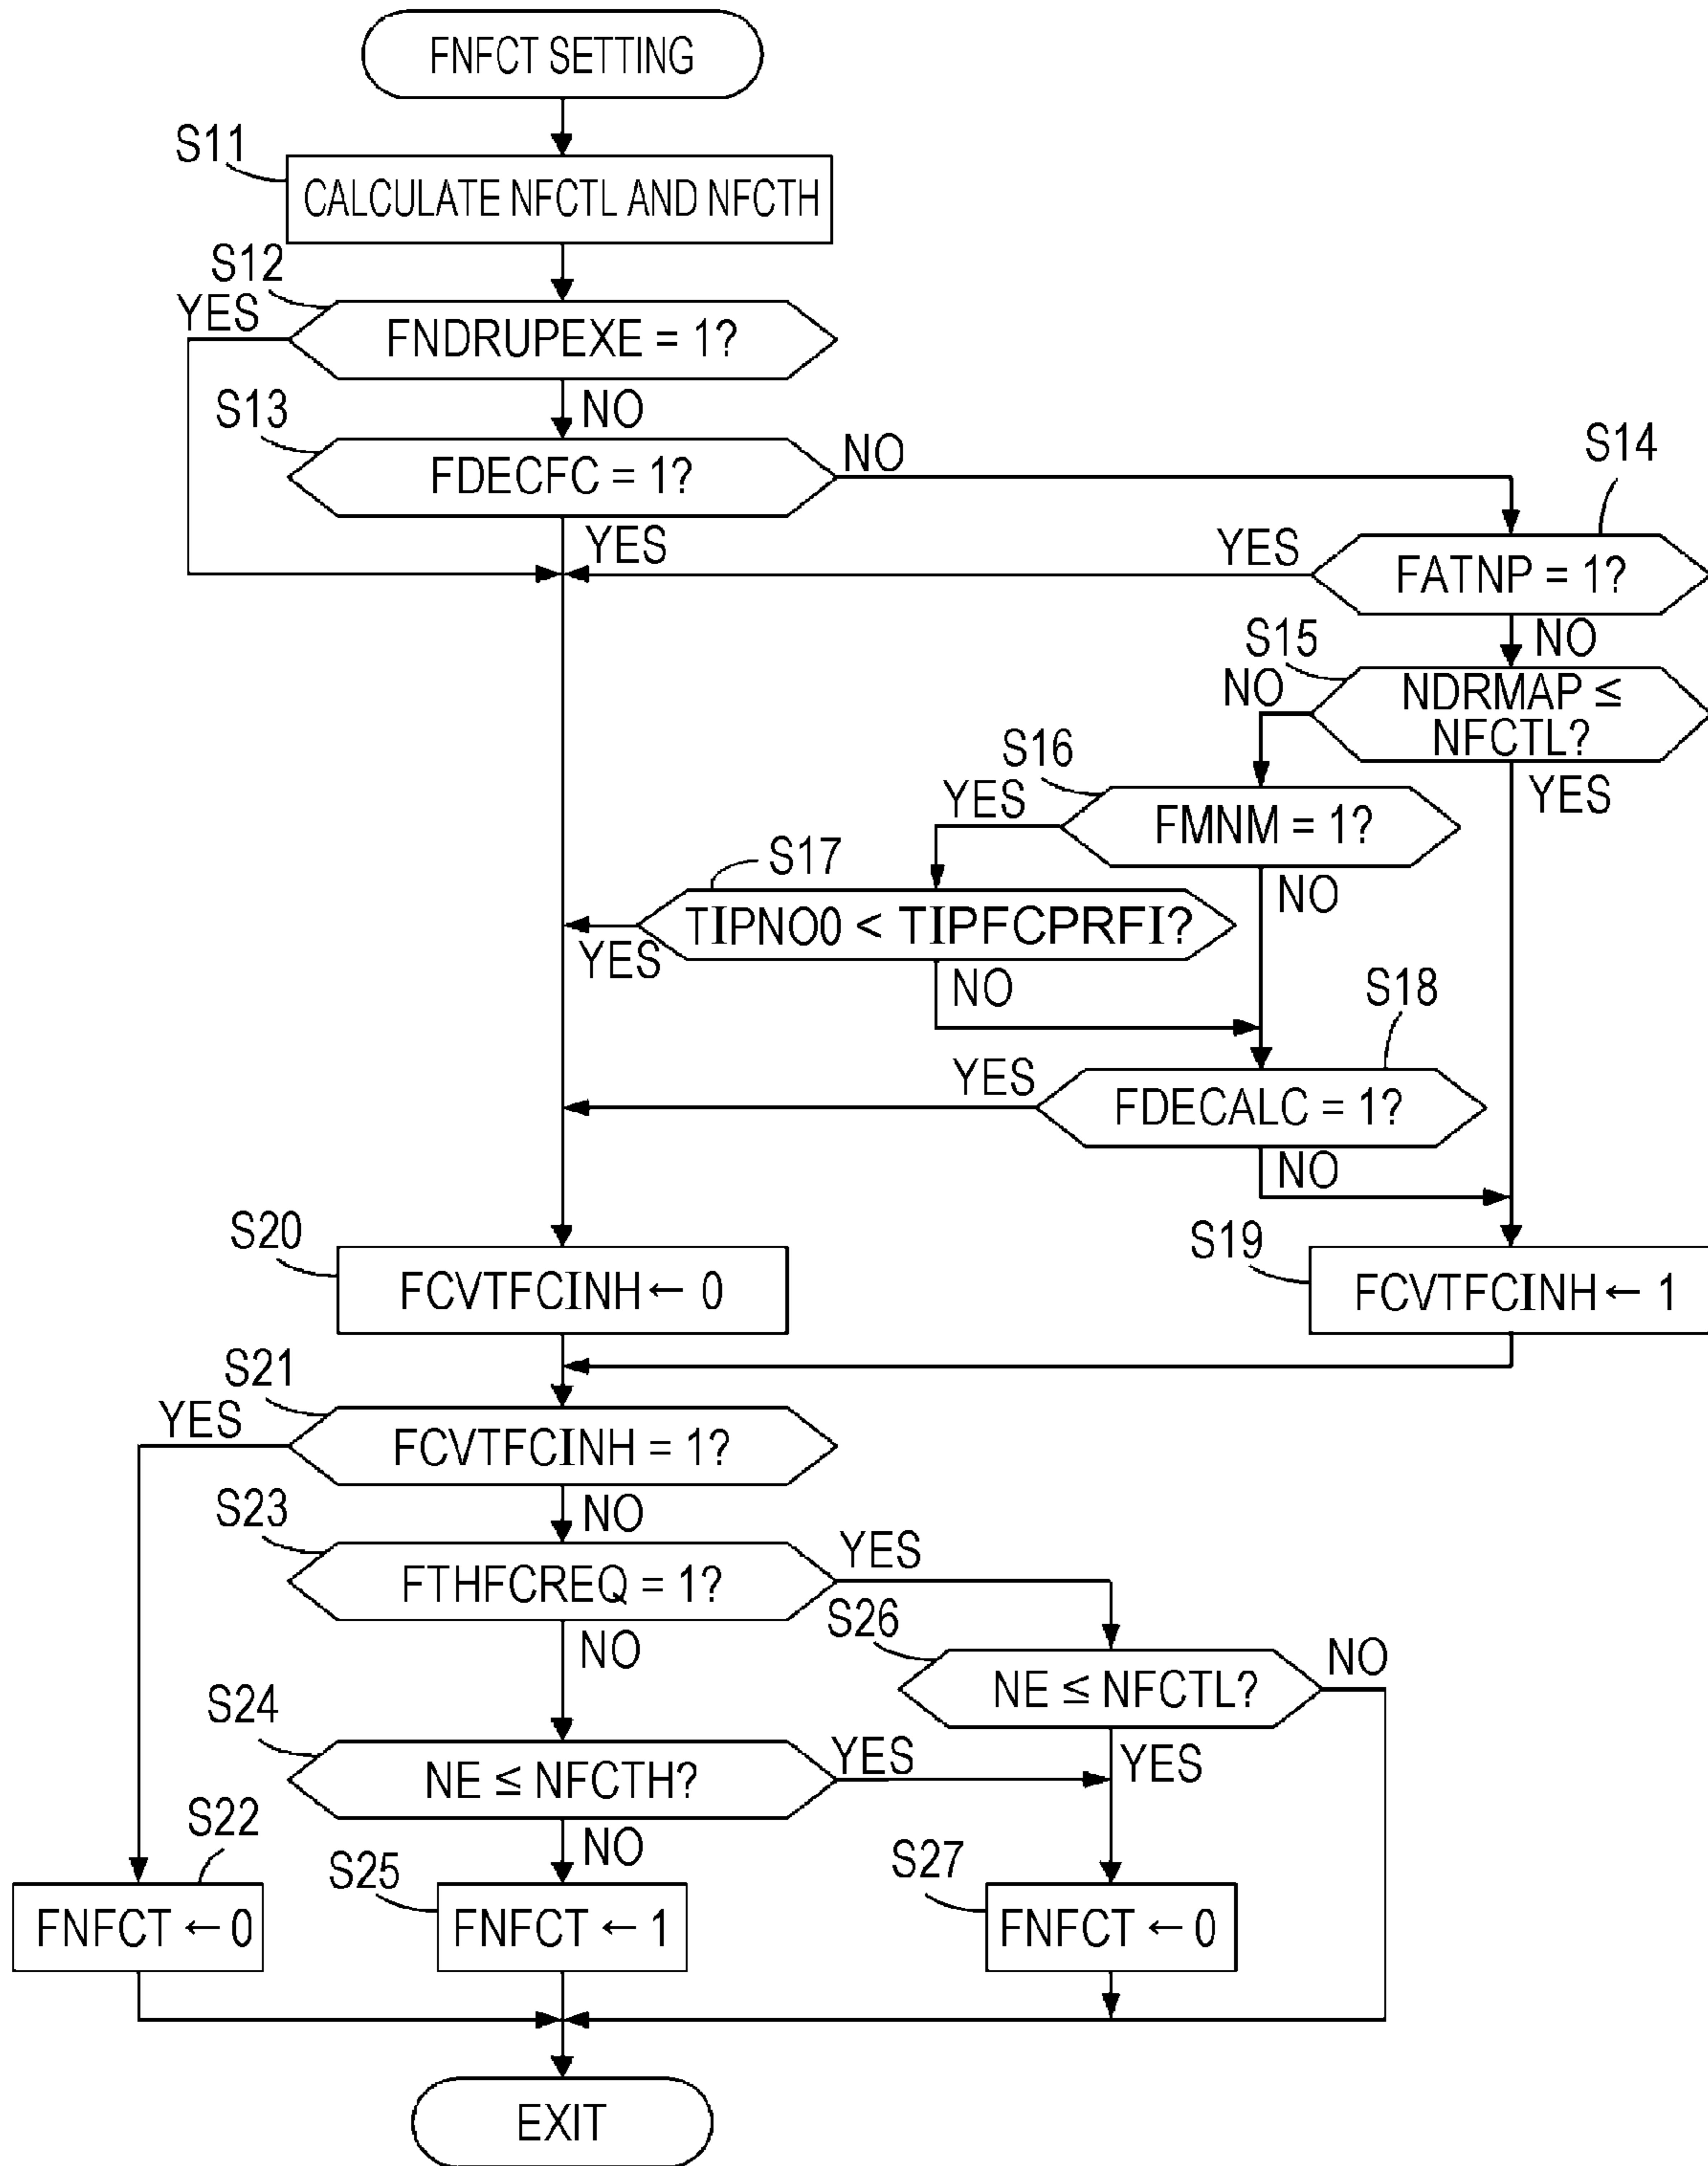 FNFCT SETTING
S11
CALCULATE NFCTL AND NFCTH
S12
YES
FNDRUPEXE = 1?
NO
S13
FDECFC = 1?
NO
YES
S14
YES
FATNP = 1?
NO
S15
NO
NDRMAP ≤
NFCTL?
YES
S16
YES
FMNM = 1?
NO
S17
TIPNO0 < TIPFCPRFI?
YES
NO
S18
YES
FDECALC = 1?
NO
S20
FCVTFCINH ← 0
S19
FCVTFCINH ← 1
S21
YES
FCVTFCINH = 1?
NO
S23
FTHFCREQ = 1?
YES
NO
S26
NE ≤ NFCTL?
NO
YES
S24
NE ≤ NFCTH?
YES
NO
S22
FNFCT ← 0
S25
FNFCT ← 1
S27
FNFCT ← 0
EXIT